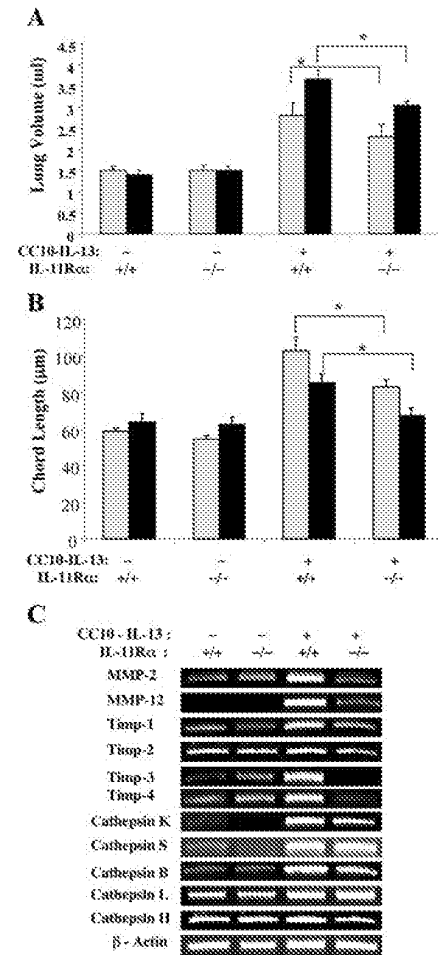 A
Lung Volume (ml)
4.5
4
3.5
3
2.5
2
1.5
1
0.5
0
*
*
CC10-IL-13: – – + +
IL-11Rα: +/+ –/– +/+ –/–
B
Chord Length (μm)
120
100
80
60
40
20
0
*
*
CC10-IL-13: – – + +
IL-11Rα: +/+ -/- +/+ -/-
C
CC10 - IL-13 : – – + +
IL-11Rα : +/+ –/– +/+ –/–
MMP-2
MMP-12
Timp-1
Timp-2
Timp-3
Timp-4
Cathepsin K
Cathepsin S
Cathepsin B
Cathepsin L
Cathepsin H
β - Actin